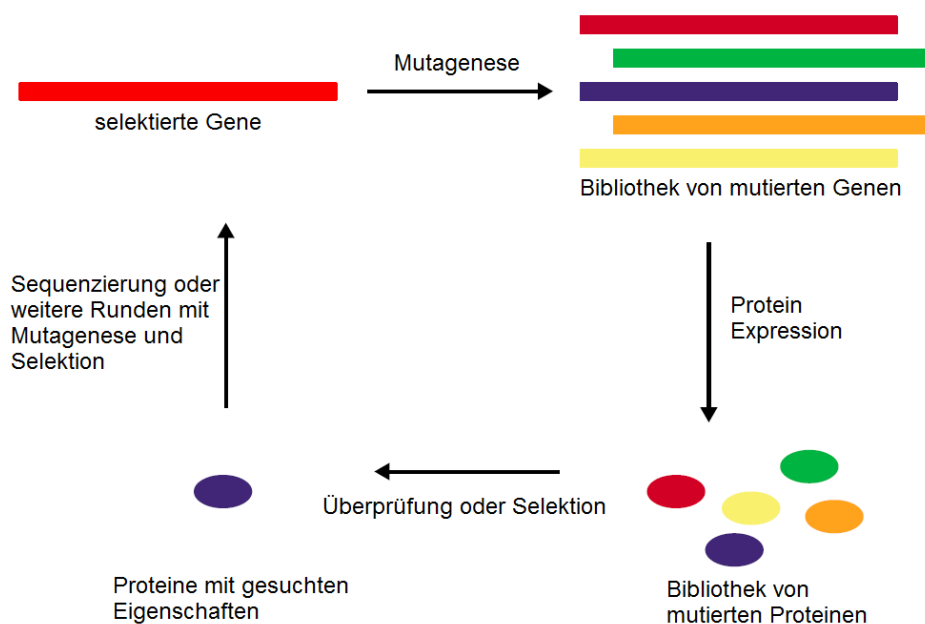 Mutagenese
selektierte Gene
Bibliothek von mutierten Genen
Sequenzierung oder
weitere Runden mit
Mutagenese und
Selektion
Protein
Expression
Überprüfung oder Selektion
Proteine mit gesuchten
Eigenschaften
Bibliothek von
mutierten Proteinen